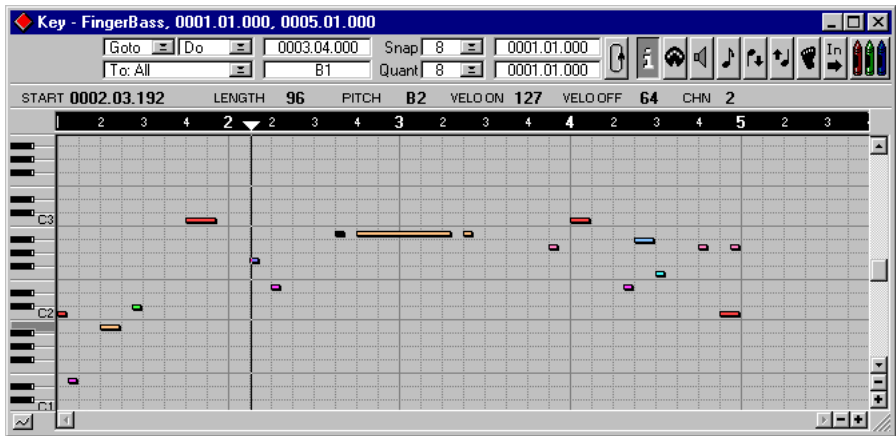 Key - FingerBass, 0001.01.000, 0005.01.000
Goto Do 0003.04.000 Snap 8 0001.01.000 In
To: All B1 Quant 8 0001.01.000
START 0002.03.192 LENGTH 96 PITCH B2 VELO ON 127 VELO OFF 64 CHN 2
2 3 4 2 2 3 4 3 2 3 4 4 2 3 4 5 2 3
C3
C2
C1